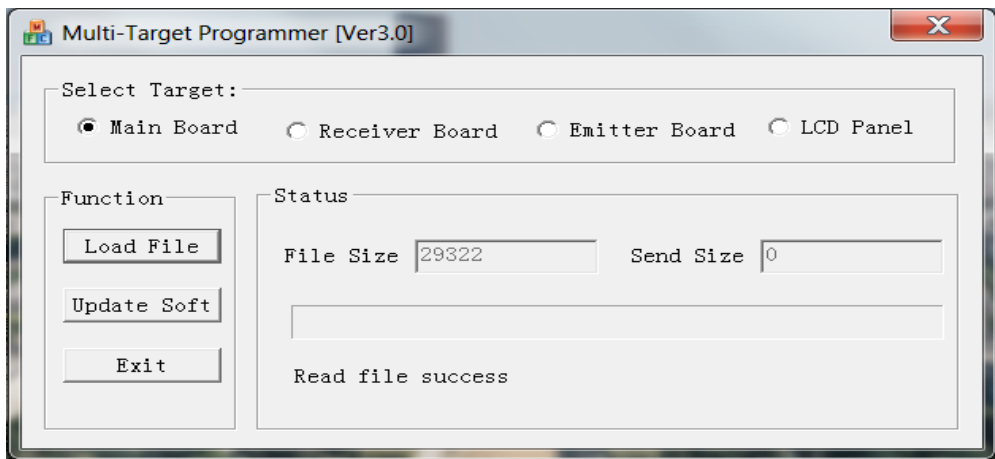 Multi-Target Programmer [Ver3.0]
Select Target:
Main Board Receiver Board Emitter Board LCD Panel
Function
Status
Load File
File Size 29322 Send Size 0
Update Soft
Exit
Read file success